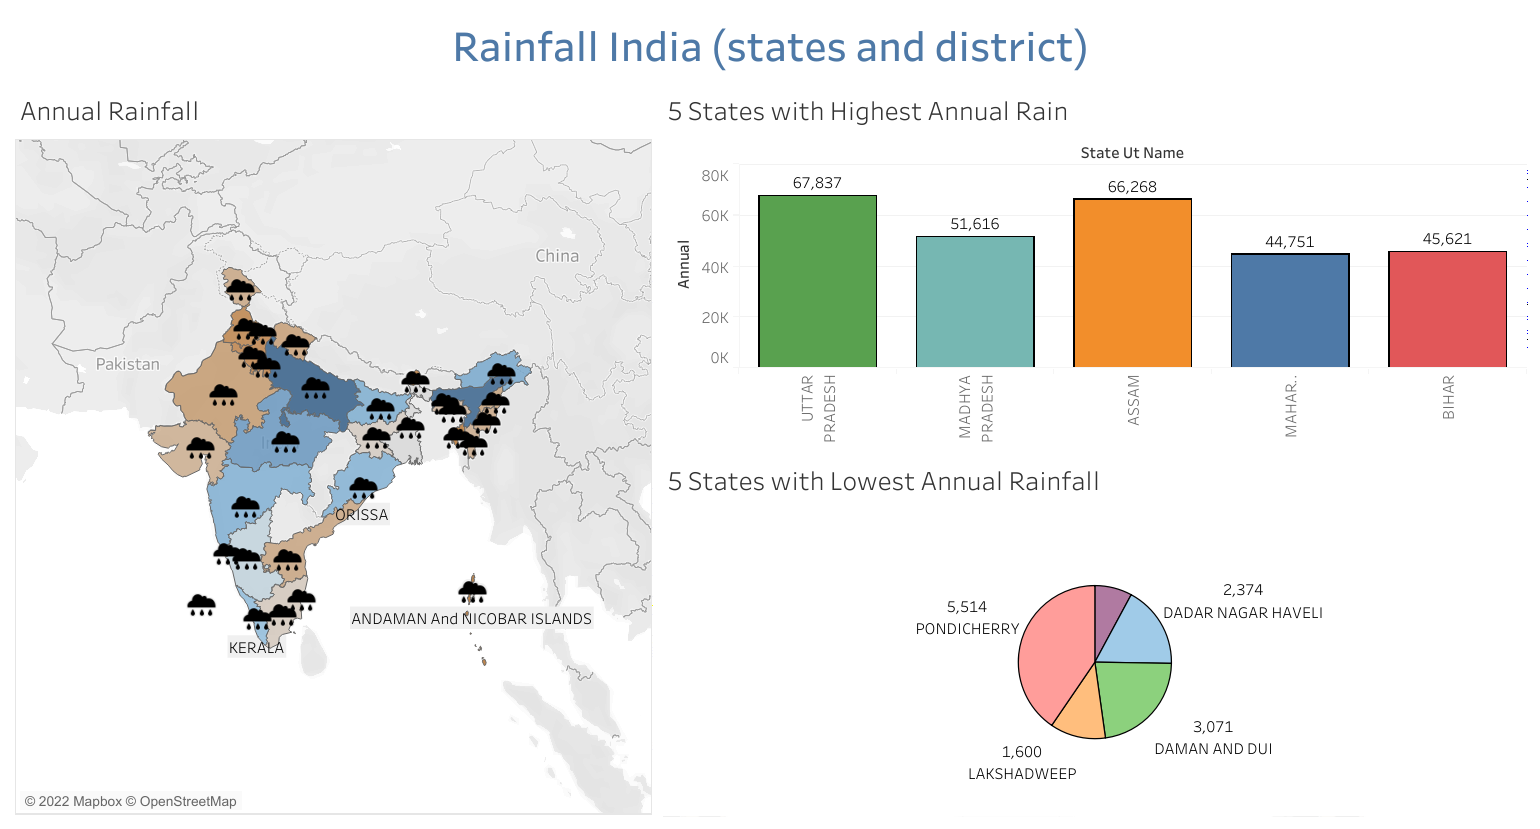 Rainfall India (states and district)
Annual Rainfall
China
Pakistan
ORISSA
ANDAMAN And NICOBAR ISLANDS
KERALA
© 2022 Mapbox © OpenStreetMap
5 States with Highest Annual Rain
State Ut Name
Annual
80K
60K
40K
20K
0K
67,837
51,616
66,268
44,751
45,621
UTTAR
PRADESH
MADHYA
PRADESH
ASSAM
MAHAR..
BIHAR
5 States with Lowest Annual Rainfall
2,374
DADAR NAGAR HAVELI
5,514
PONDICHERRY
3,071
DAMAN AND DUI
1,600
LAKSHADWEEP